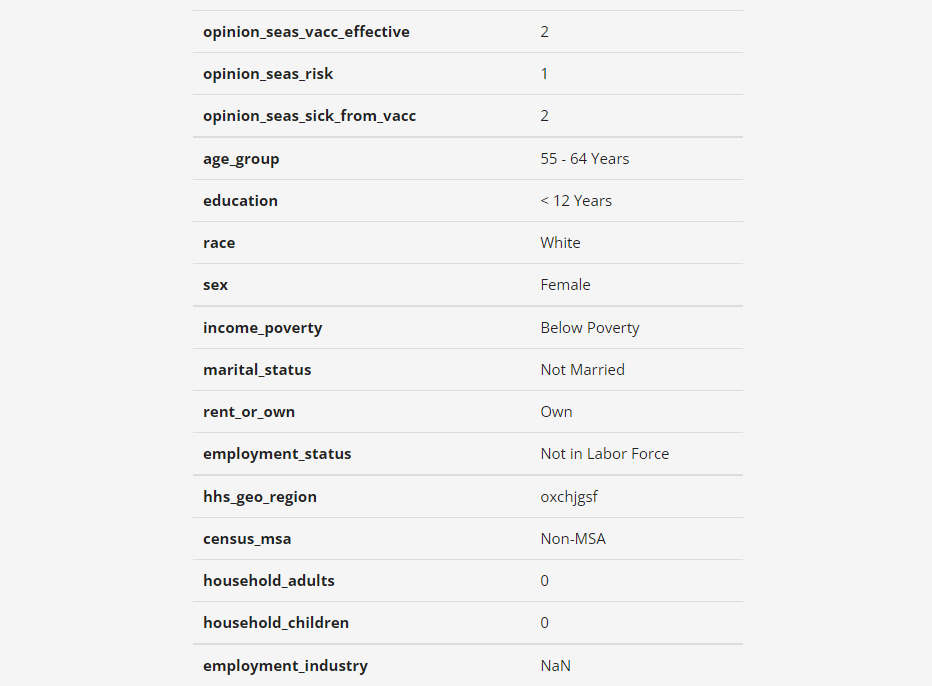 opinion_seas_vacc_effective 2
opinion_seas_risk 1
opinion_seas_sick_from_vacc 2
age_group 55 - 64 Years
education < 12 Years
race White
sex Female
income_poverty Below Poverty
marital_status Not Married
rent_or_own Own
employment_status Not in Labor Force
hhs_geo_region oxchjgsf
census_msa Non-MSA
household_adults 0
household_children 0
employment_industry NaN